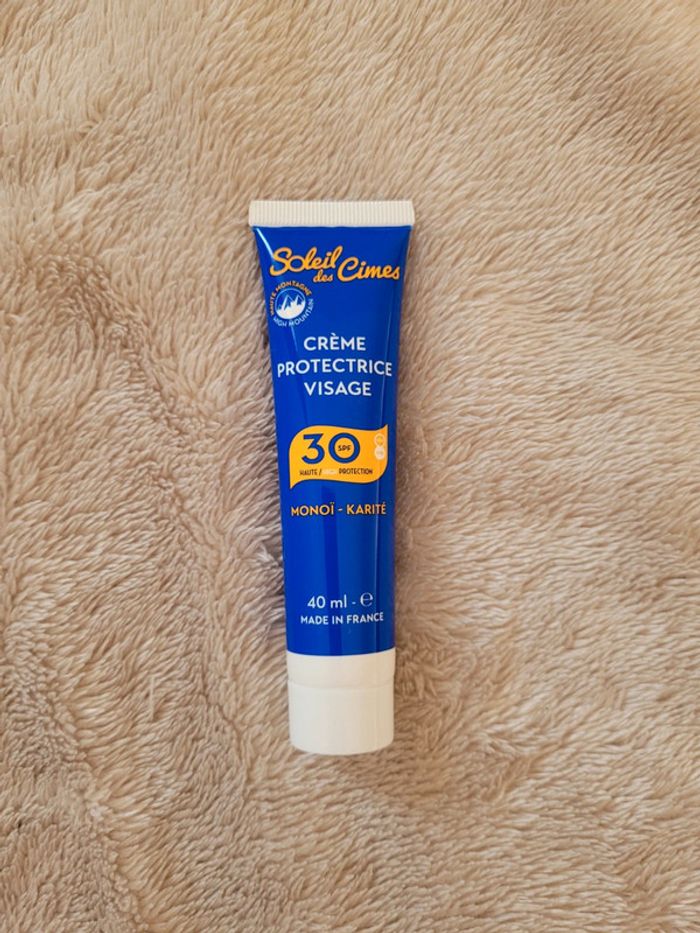 Soleil
des Cimes
HAUTE MONTAGNE
HIGH MOUNTAIN
CRÈME
PROTECTRICE
VISAGE
30 SPF
HAUTE / HIGH PROTECTION
MONOÏ - KARITÉ
40 ml - ℮
MADE IN FRANCE